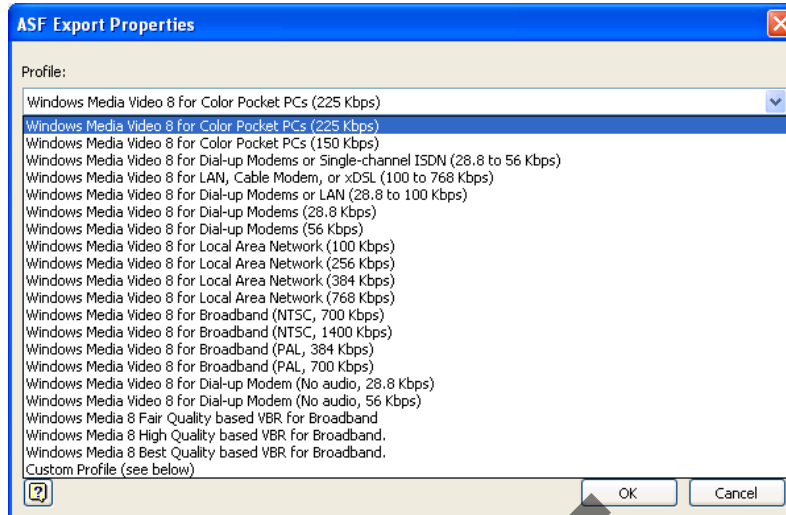 ASF Export Properties
Profile:
Windows Media Video 8 for Color Pocket PCs (225 Kbps)
Windows Media Video 8 for Color Pocket PCs (225 Kbps)
Windows Media Video 8 for Color Pocket PCs (150 Kbps)
Windows Media Video 8 for Dial-up Modems or Single-channel ISDN (28.8 to 56 Kbps)
Windows Media Video 8 for LAN, Cable Modem, or xDSL (100 to 768 Kbps)
Windows Media Video 8 for Dial-up Modems or LAN (28.8 to 100 Kbps)
Windows Media Video 8 for Dial-up Modems (28.8 Kbps)
Windows Media Video 8 for Dial-up Modems (56 Kbps)
Windows Media Video 8 for Local Area Network (100 Kbps)
Windows Media Video 8 for Local Area Network (256 Kbps)
Windows Media Video 8 for Local Area Network (384 Kbps)
Windows Media Video 8 for Local Area Network (768 Kbps)
Windows Media Video 8 for Broadband (NTSC, 700 Kbps)
Windows Media Video 8 for Broadband (NTSC, 1400 Kbps)
Windows Media Video 8 for Broadband (PAL, 384 Kbps)
Windows Media Video 8 for Broadband (PAL, 700 Kbps)
Windows Media Video 8 for Dial-up Modem (No audio, 28.8 Kbps)
Windows Media Video 8 for Dial-up Modem (No audio, 56 Kbps)
Windows Media 8 Fair Quality based VBR for Broadband
Windows Media 8 High Quality based VBR for Broadband.
Windows Media 8 Best Quality based VBR for Broadband.
Custom Profile (see below)
? OK Cancel